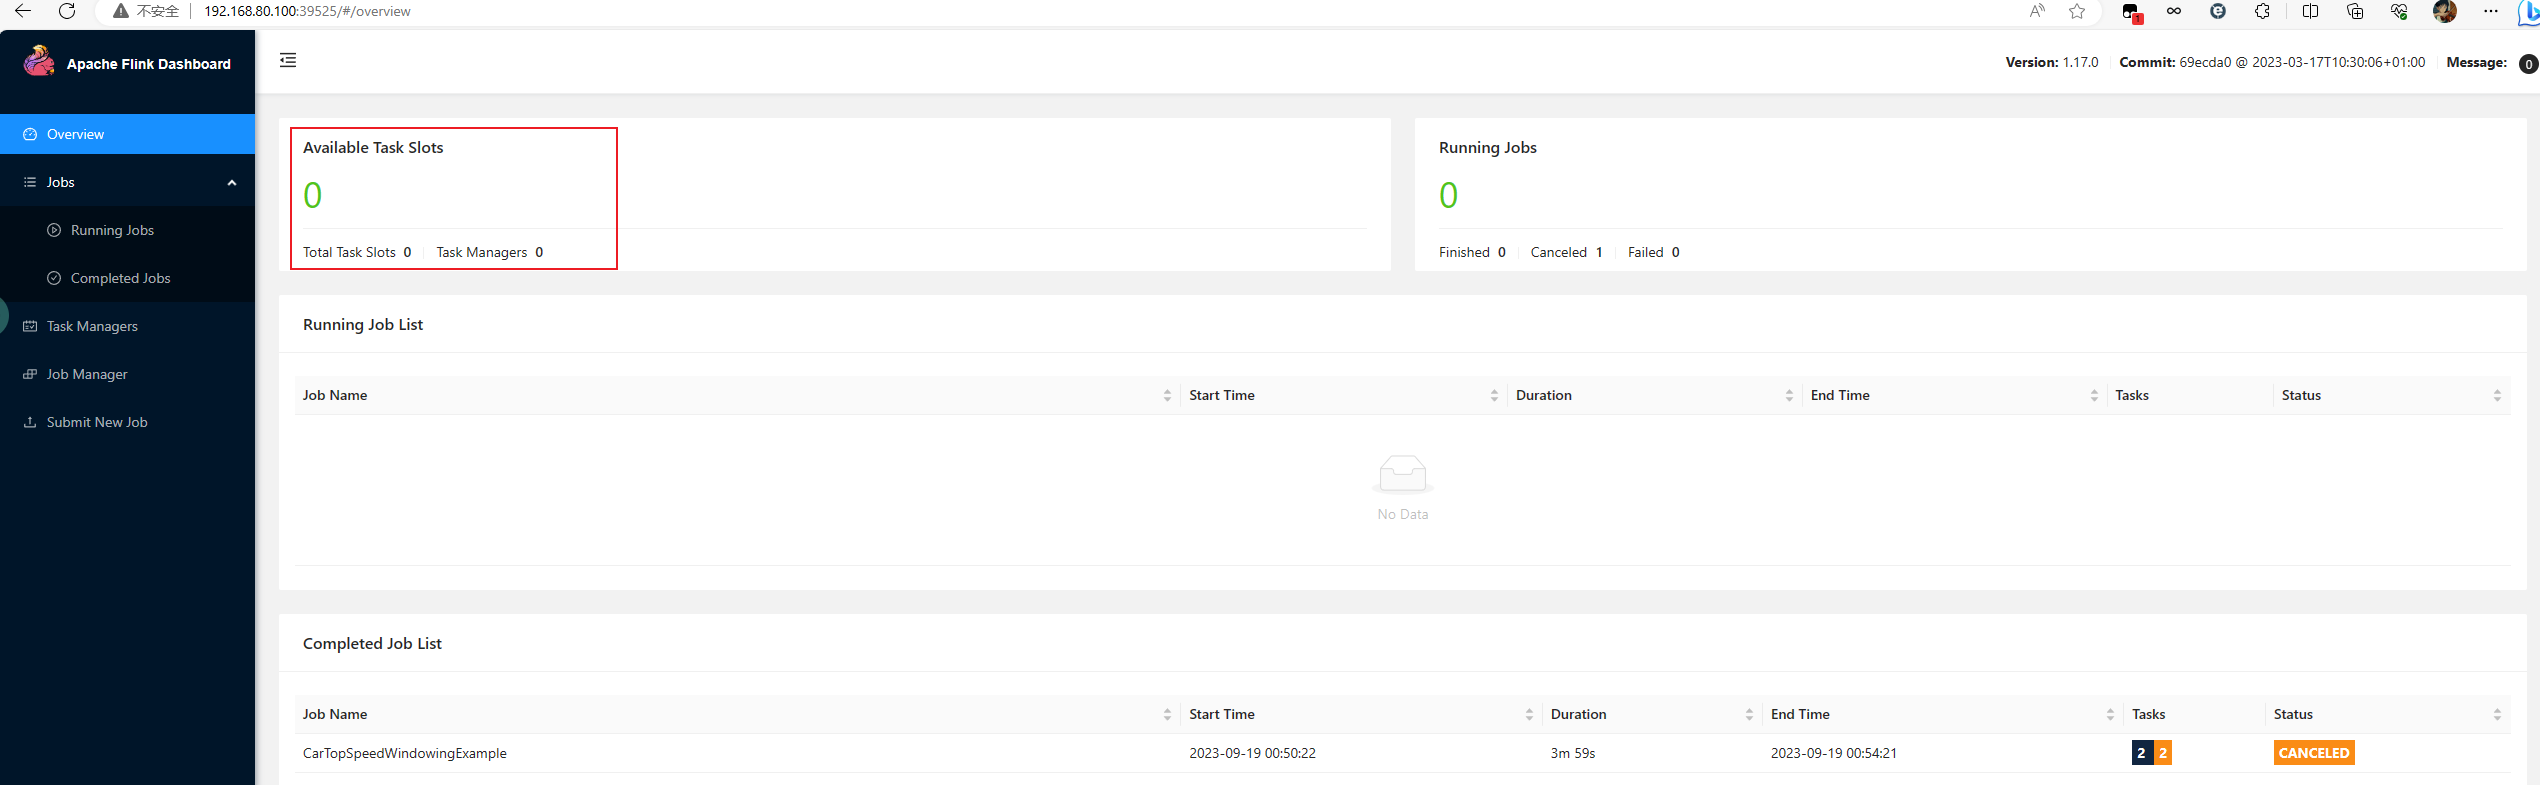 不安全 192.168.80.100:39525/#/overview
1
Apache Flink Dashboard
Version: 1.17.0 Commit: 69ecda0 @ 2023-03-17T10:30:06+01:00 Message: 0
Overview
Jobs
Running Jobs
Completed Jobs
Task Managers
Job Manager
Submit New Job
Available Task Slots
0
Total Task Slots 0 Task Managers 0
Running Jobs
0
Finished 0 Canceled 1 Failed 0
Running Job List
Job Name Start Time Duration End Time Tasks Status
No Data
Completed Job List
Job Name Start Time Duration End Time Tasks Status
CarTopSpeedWindowingExample 2023-09-19 00:50:22 3m 59s 2023-09-19 00:54:21 2 2 CANCELED